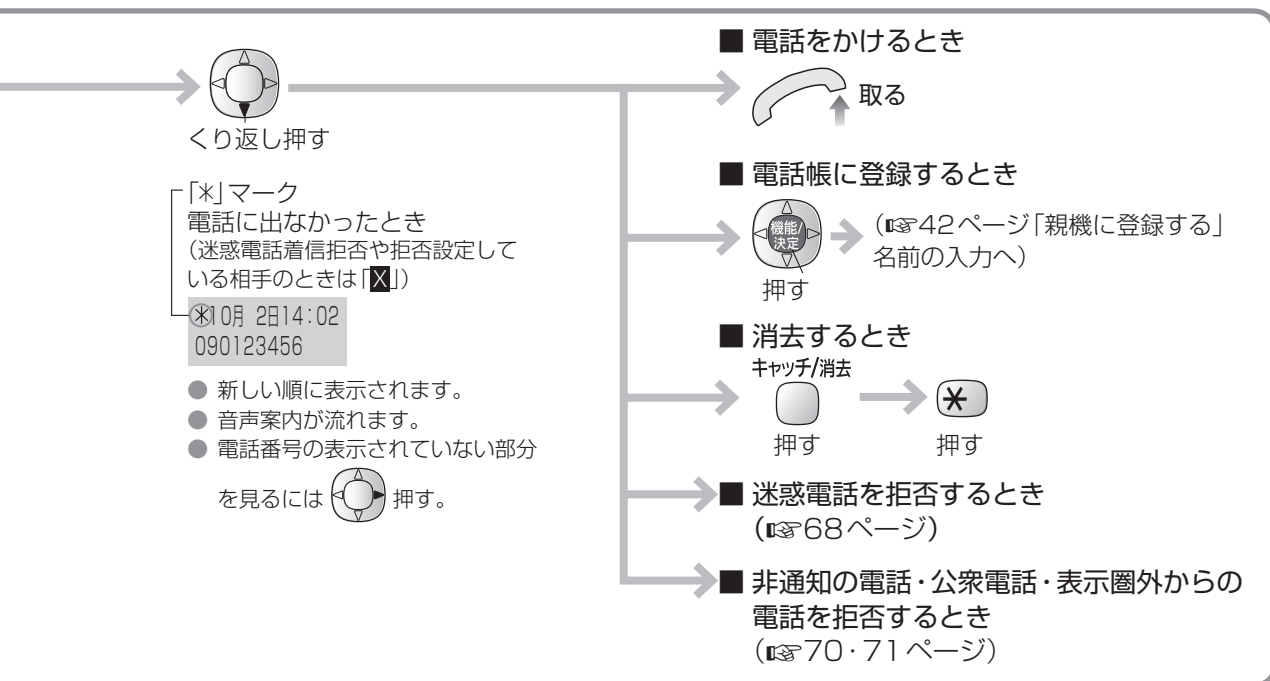 くり返し押す
「✳」マーク
電話に出なかったとき
（迷惑電話着信拒否や拒否設定して
いる相手のときは「X」）
✳10月 2日14:02
090123456
● 新しい順に表示されます。
● 音声案内が流れます。
● 電話番号の表示されていない部分
を見るには 押す。
■ 電話をかけるとき
取る
■ 電話帳に登録するとき
機能/
決定
（☞42ページ「親機に登録する」
名前の入力へ）
押す
■ 消去するとき
キャッチ/消去
✳
押す 押す
■ 迷惑電話を拒否するとき
（☞68ページ）
■ 非通知の電話・公衆電話・表示圏外からの
電話を拒否するとき
（☞70・71ページ）